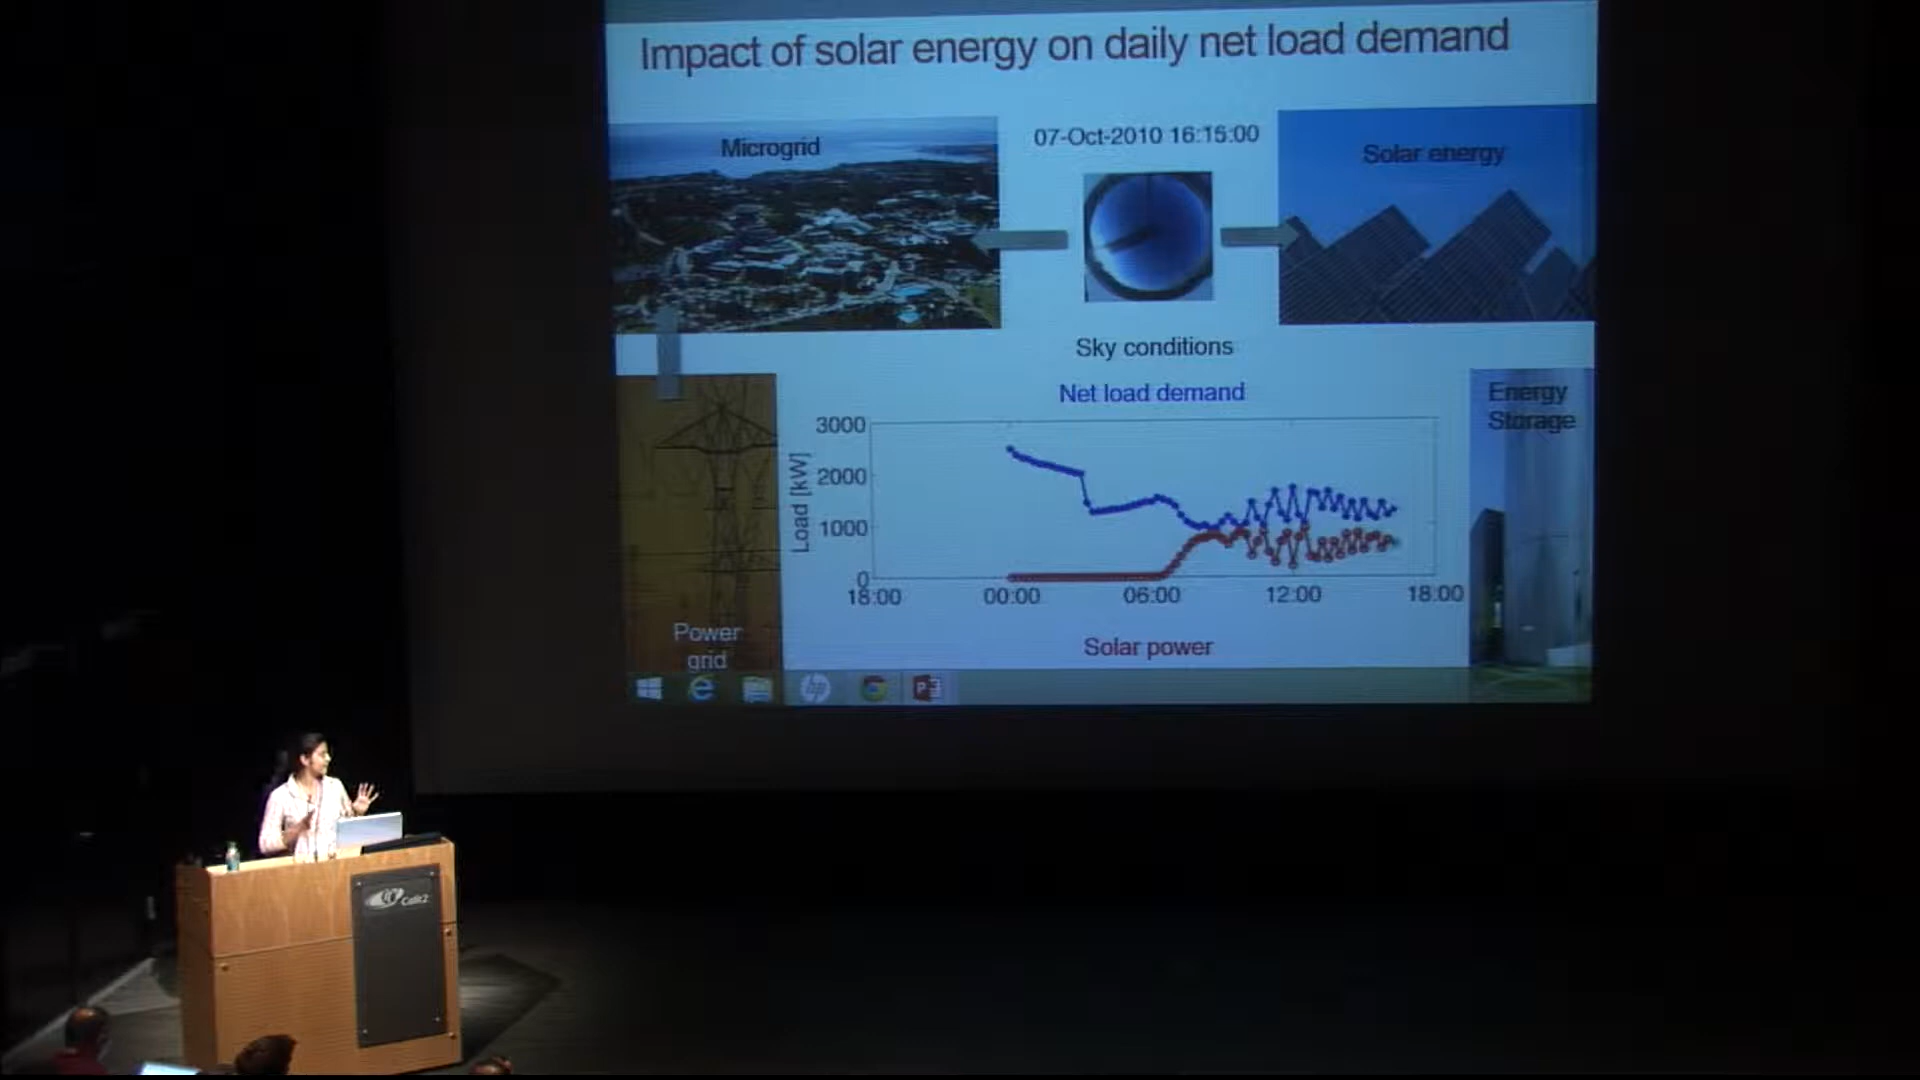 Impact of solar energy on daily net load demand
Microgrid
07-Oct-2010 16:15:00
Solar energy
Sky conditions
Net load demand
Energy
Storage
3000
2000
1000
0
Load [kW]
18:00 00:00 06:00 12:00 18:00
Power
grid
Solar power
hp
P
Calit2